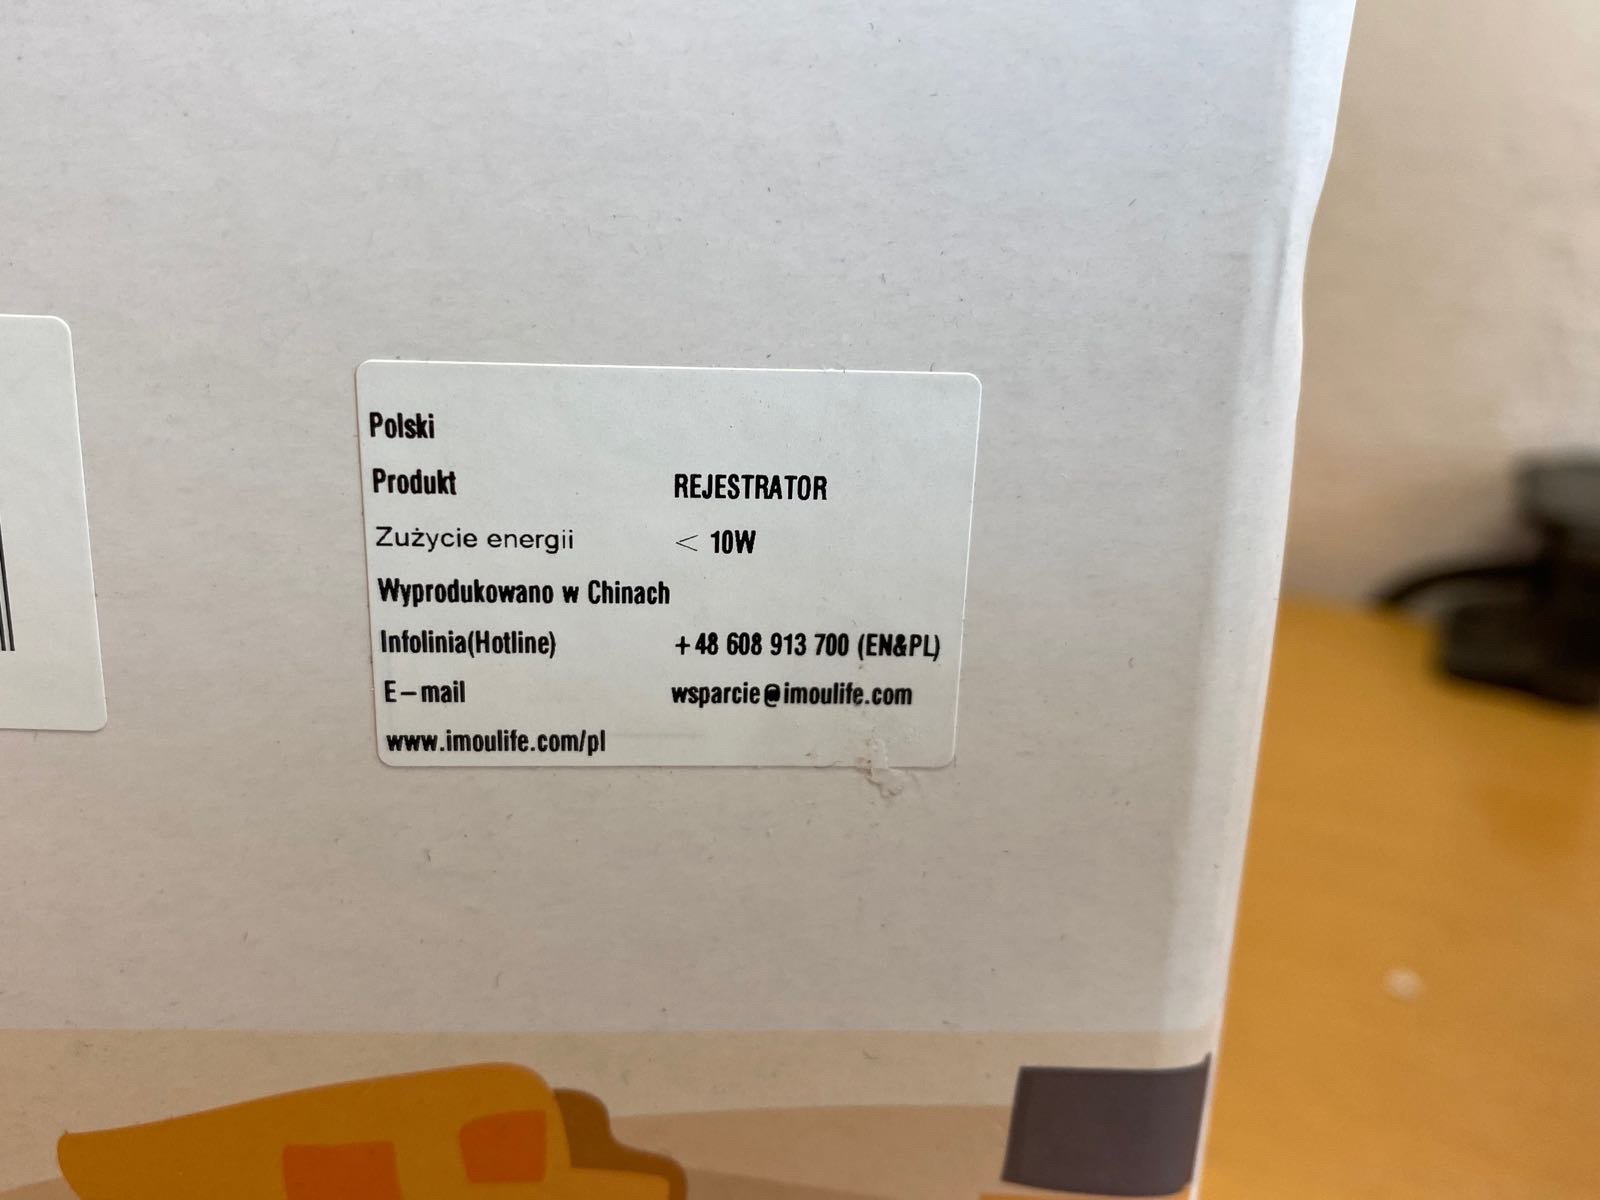 Polski
Produkt REJESTRATOR
Zużycie energii < 10W
Wyprodukowano w Chinach
Infolinia(Hotline) +48 608 913 700 (EN&PL)
E-mail wsparcie@imoulife.com
www.imoulife.com/pl